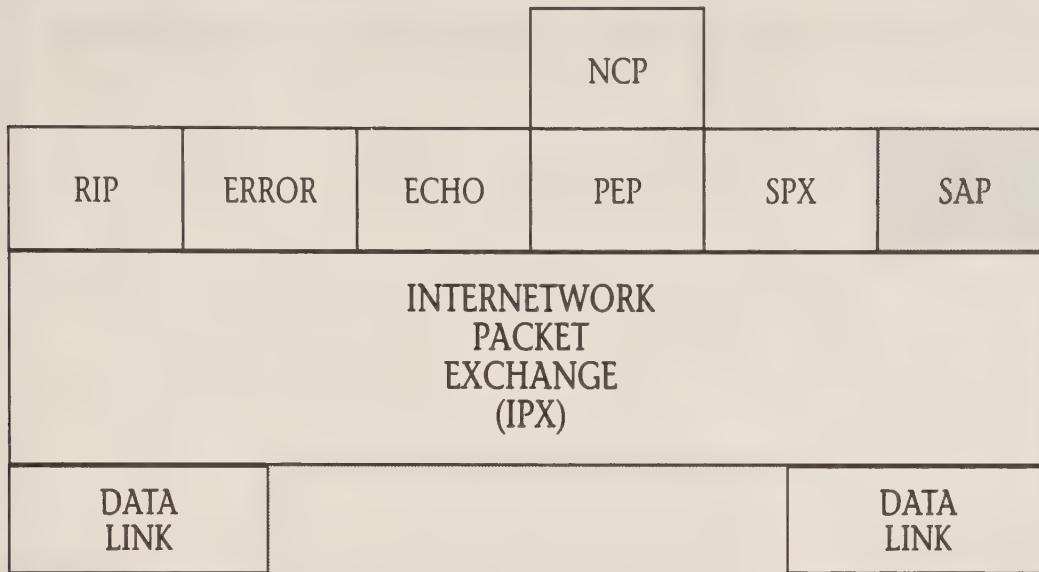 NCP
RIP
ERROR
ECHO
PEP
SPX
SAP
INTERNETWORK
PACKET
EXCHANGE
(IPX)
DATA
LINK
DATA
LINK